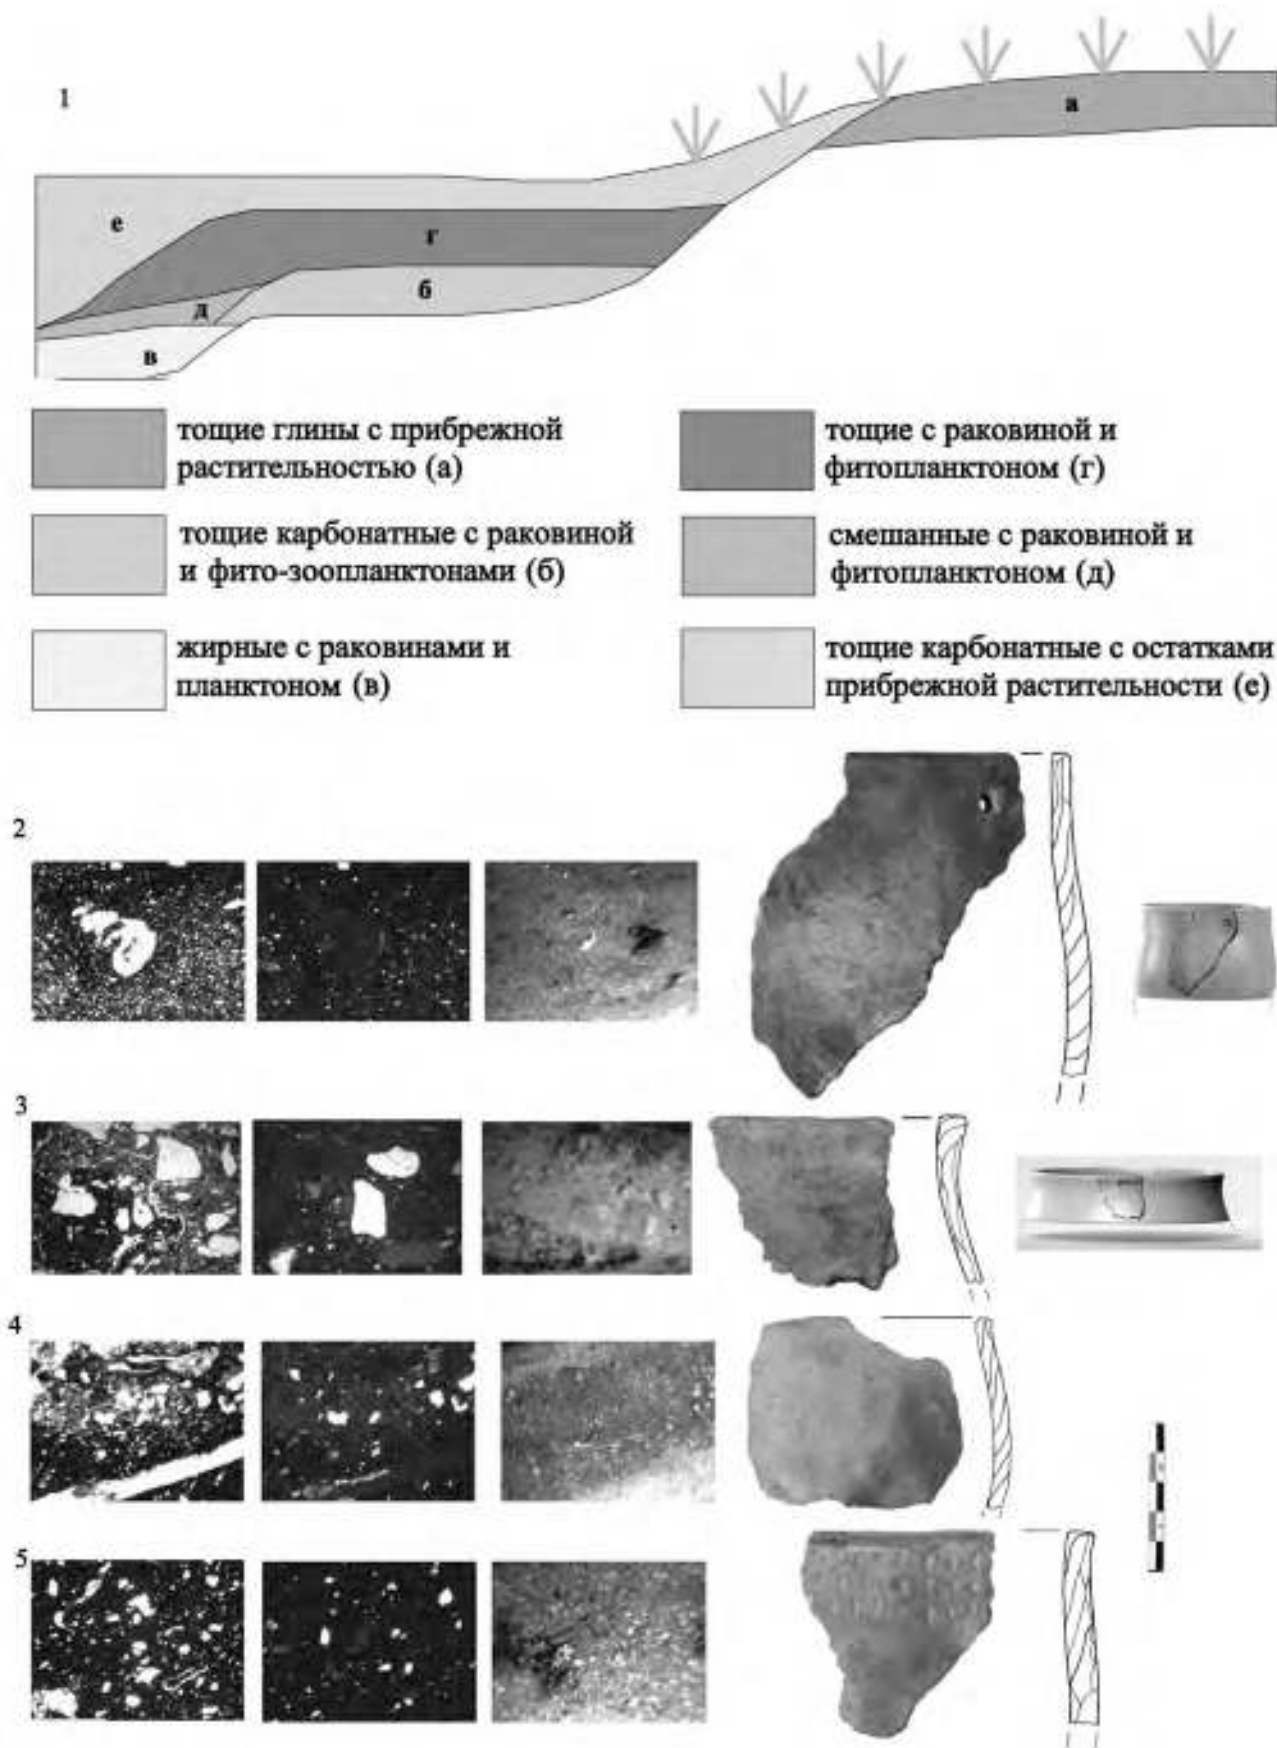 1
а
е
г
б
д
в
тощие глины с прибрежной
растительностью (а)
тощие с раковиной и
фитопланктоном (г)
тощие карбонатные с раковиной
и фито-зоопланктонами (б)
смешанные с раковиной и
фитопланктоном (д)
жирные с раковинами и
планктоном (в)
тощие карбонатные с остатками
прибрежной растительности (е)
2
3
4
5